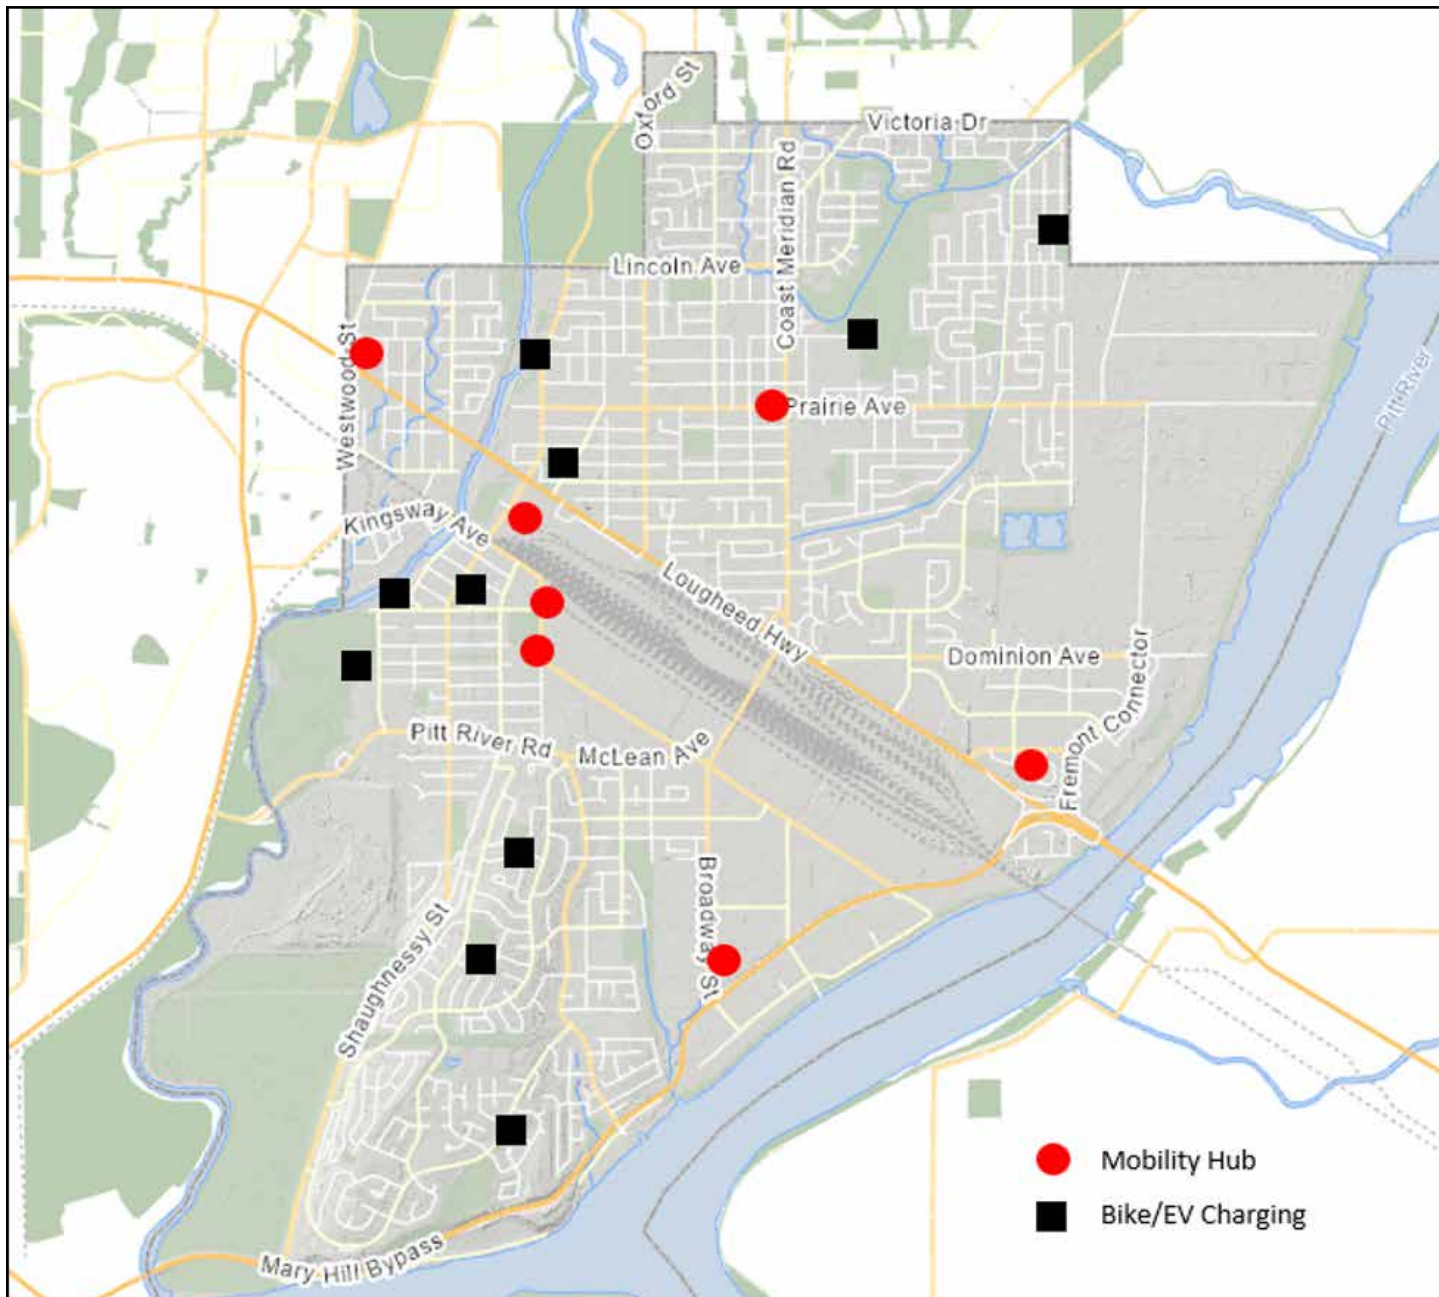 Oxford St
Victoria Dr
Coast Meridian Rd
Lincoln Ave
Westwood St
Pitt River
Prairie Ave
Kingsway Ave
Lougheed Hwy
Dominion Ave
Fremont Connector
Pitt River Rd
McLean Ave
Broadway St
Shaughnessy St
Mary Hill Bypass
Mobility Hub
Bike/EV Charging